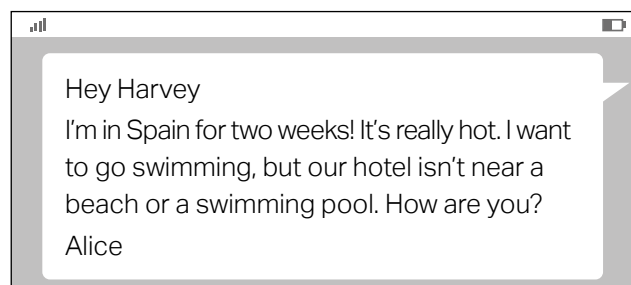 Hey Harvey
I'm in Spain for two weeks! It's really hot. I want
to go swimming, but our hotel isn't near a
beach or a swimming pool. How are you?
Alice